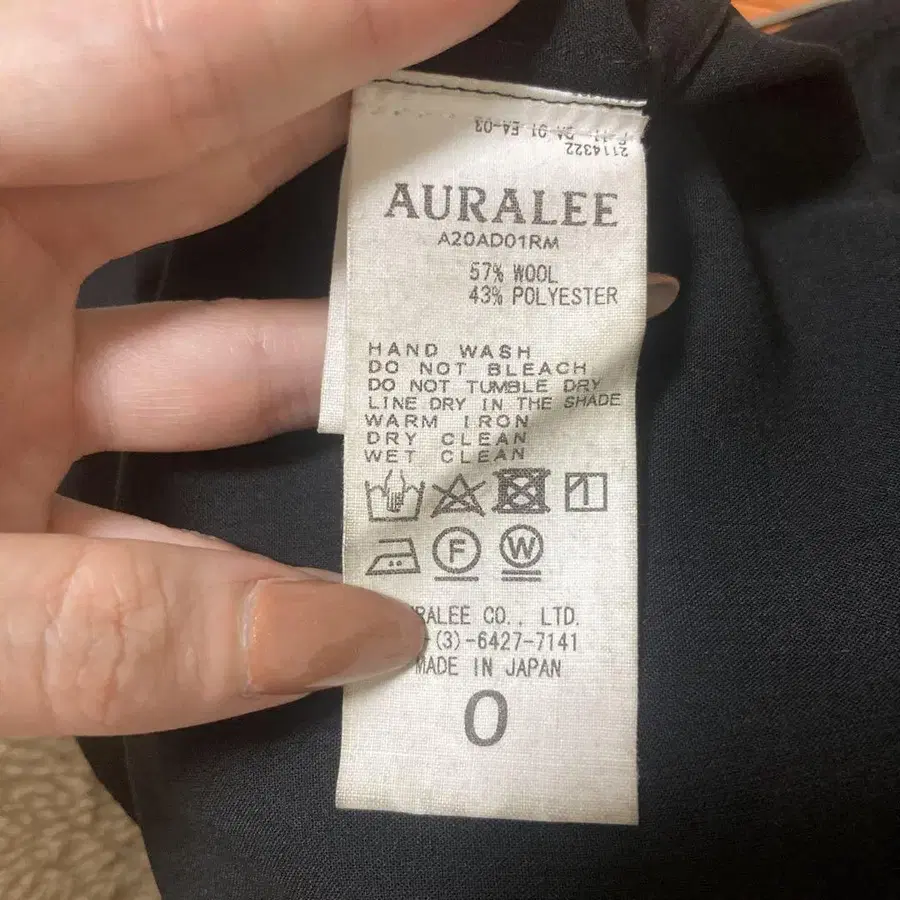 2114322
AURALEE
A20AD01RM
57% WOOL
43% POLYESTER
HAND WASH
DO NOT BLEACH
DO NOT TUMBLE DRY
LINE DRY IN THE SHADE
WARM IRON
DRY CLEAN
WET CLEAN
F W
CO., LTD.
(3)-6427-7141
MADE IN JAPAN
0